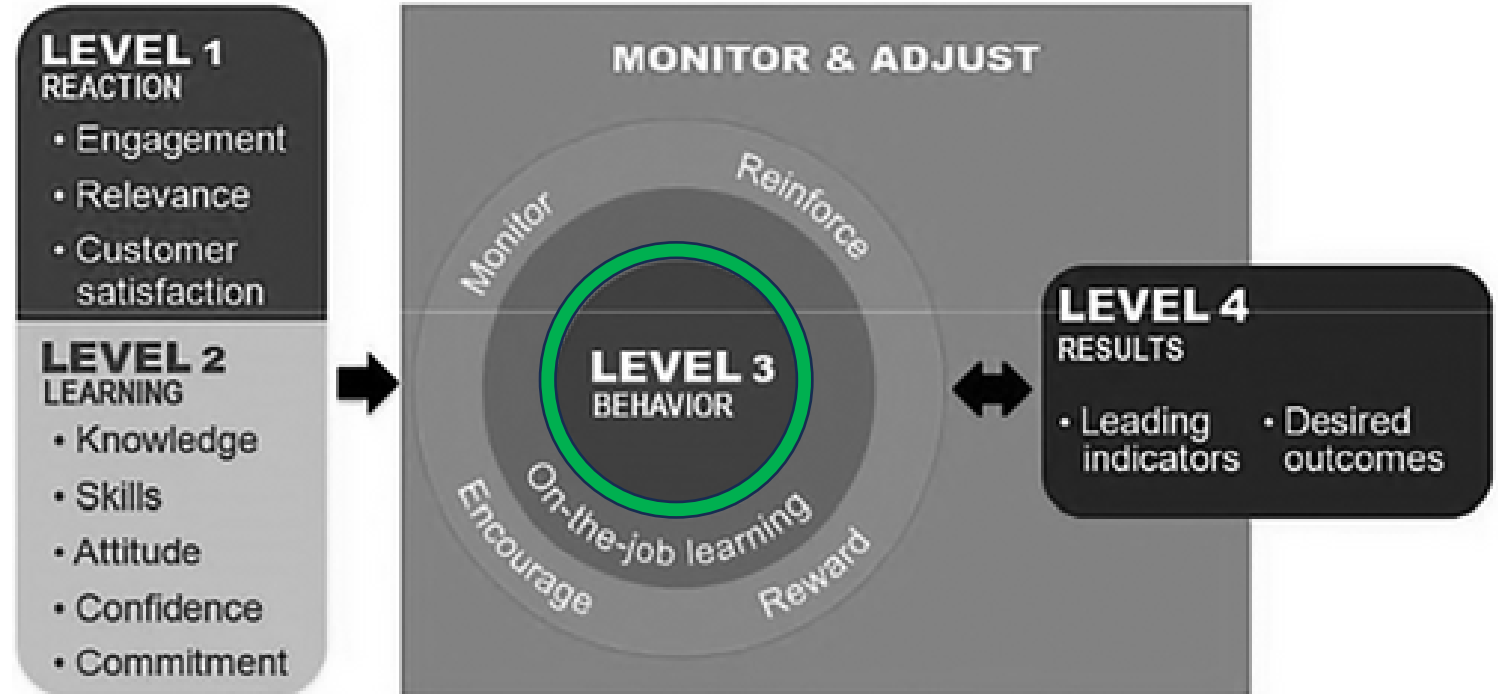 LEVEL 1
REACTION
• Engagement
• Relevance
• Customer
satisfaction
LEVEL 2
LEARNING
• Knowledge
• Skills
• Attitude
• Confidence
• Commitment
MONITOR & ADJUST
Monitor
Reinforce
LEVEL 3
BEHAVIOR
On-the-job learning
Encourage
Reward
LEVEL 4
RESULTS
• Leading
indicators
• Desired
outcomes